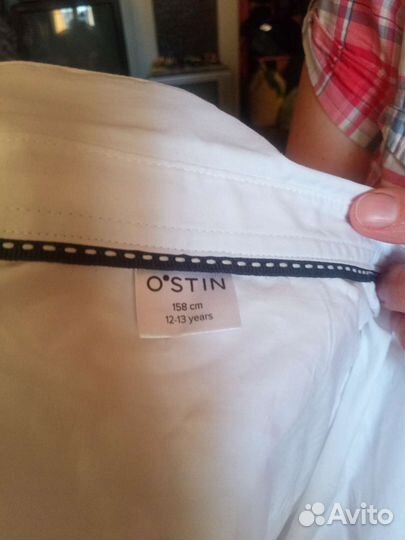 O'STIN
158 cm
12-13 years
Avito